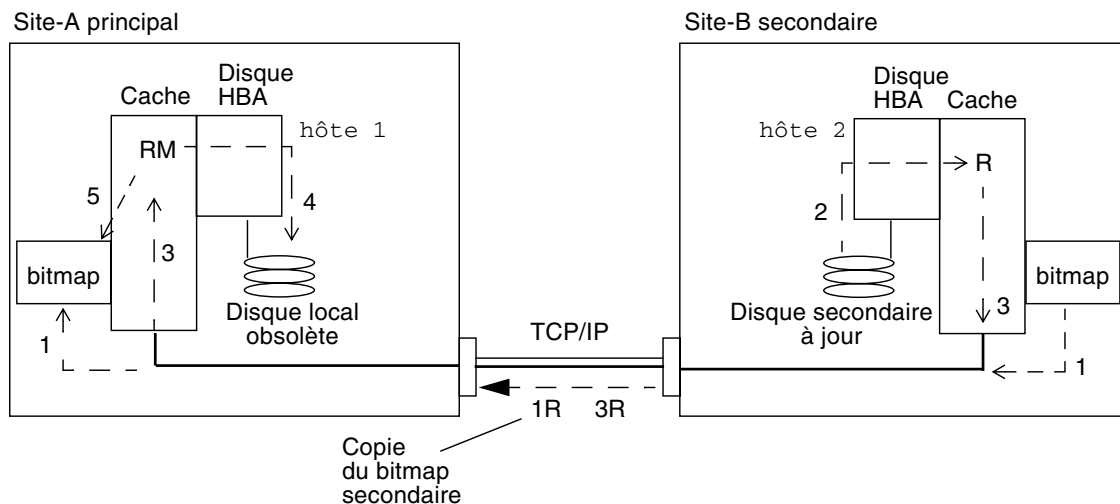 Site-A principal
Site-B secondaire
Disque
HBA
Cache
hôte 1
RM
5
4
3
bitmap
Disque local
obsolète
1
Disque
HBA
Cache
hôte 2
R
2
bitmap
3
Disque secondaire
à jour
1
TCP/IP
1R
3R
Copie
du bitmap
secondaire